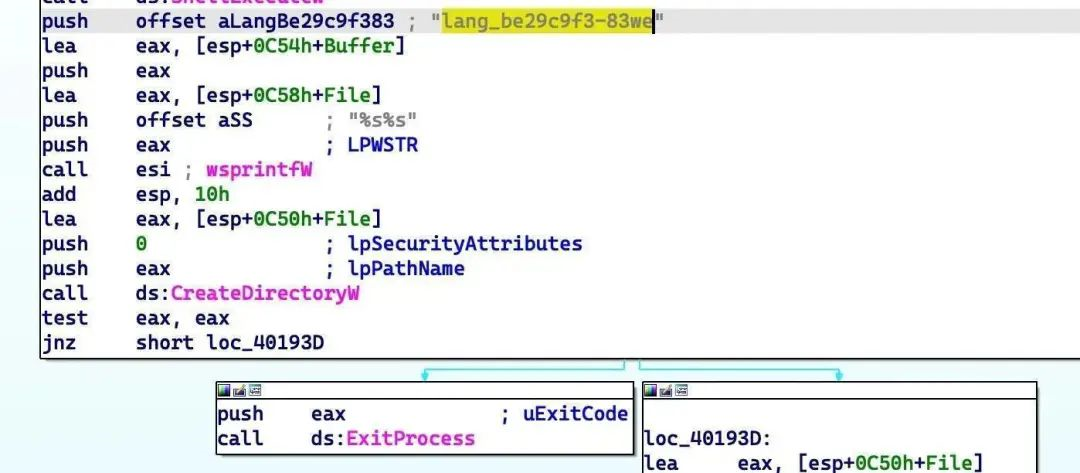 push    offset aLangBe29c9f383 ; "lang_be29c9f3-83we"
lea     eax, [esp+0C54h+Buffer]
push    eax
lea     eax, [esp+0C58h+File]
push    offset aSS      ; "%s%s"
push    eax             ; LPWSTR
call    esi ; wsprintfW
add     esp, 10h
lea     eax, [esp+0C50h+File]
push    0               ; lpSecurityAttributes
push    eax             ; lpPathName
call    ds:CreateDirectoryW
test    eax, eax
jnz     short loc_40193D
push    eax             ; uExitCode
call    ds:ExitProcess
loc_40193D:
lea     eax, [esp+0C50h+File]